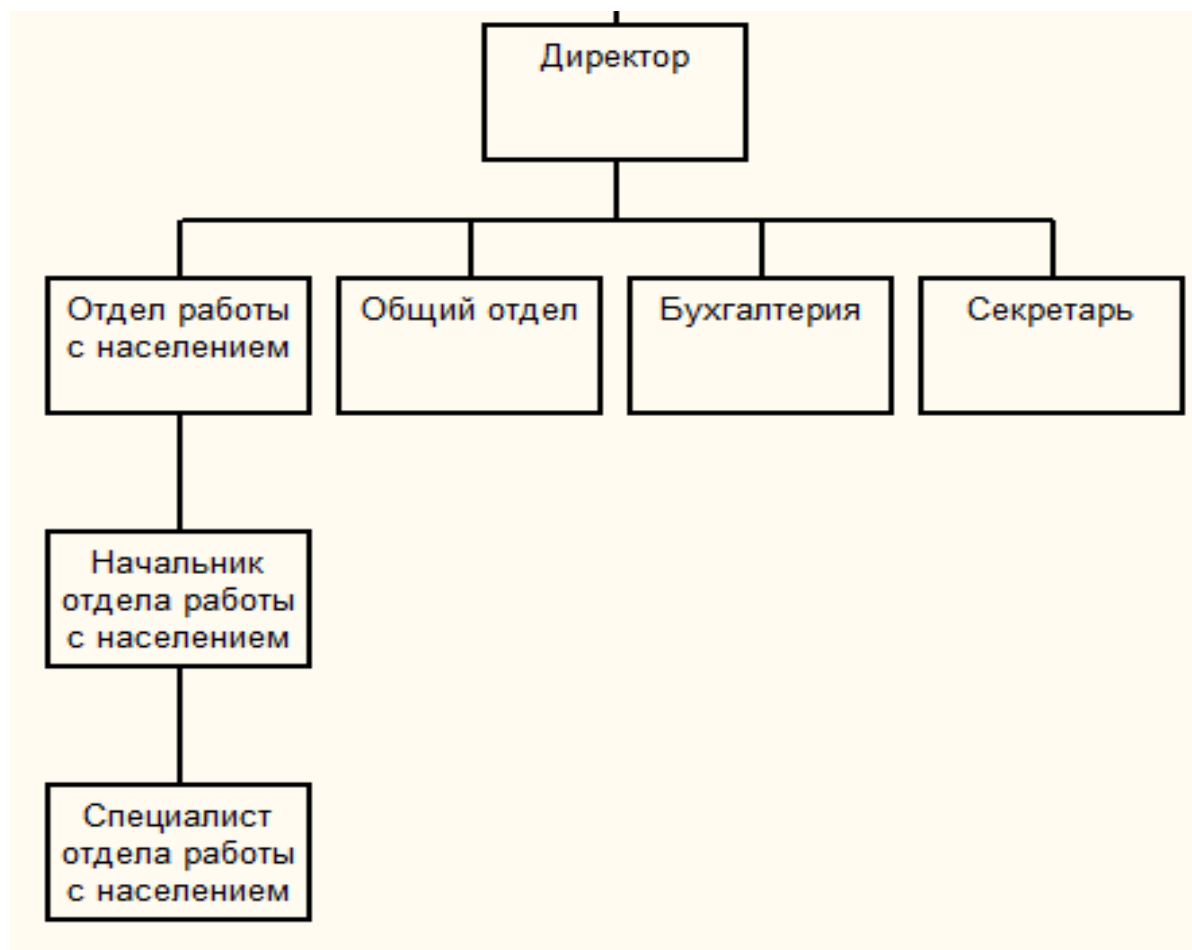 Директор
Отдел работы
с населением
Общий отдел
Бухгалтерия
Секретарь
Начальник
отдела работы
с населением
Специалист
отдела работы
с населением